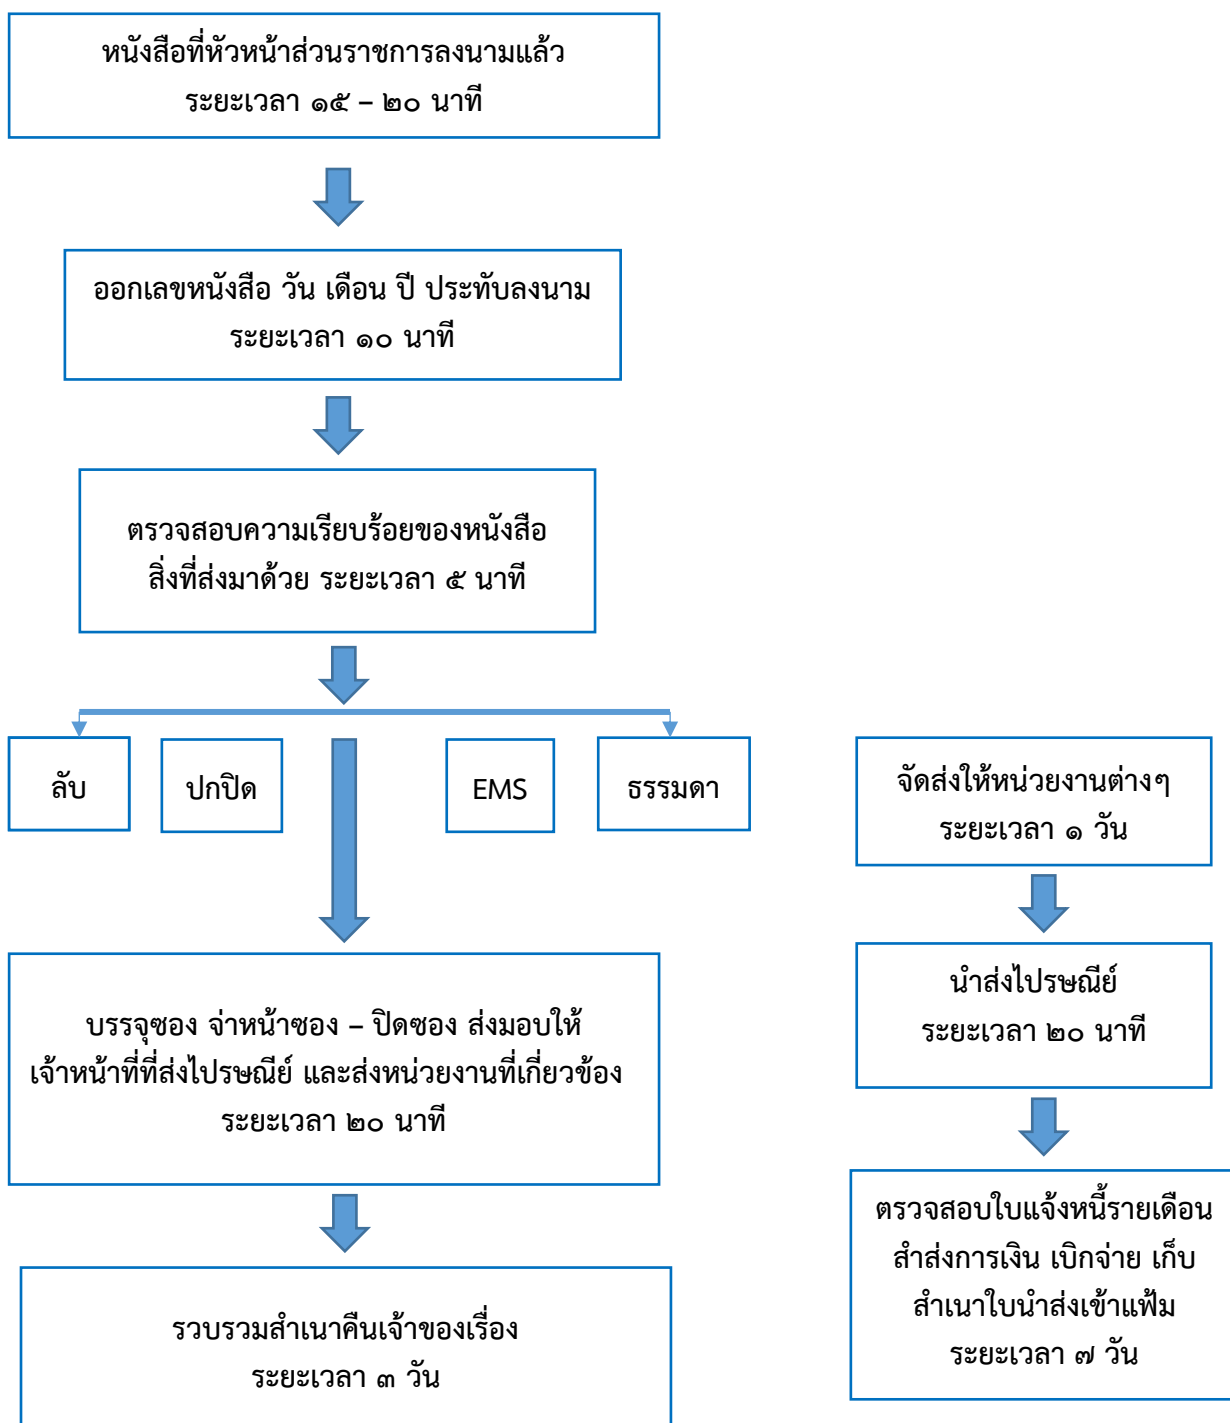 หนังสือที่หัวหน้าส่วนราชการลงนามแล้ว
ระยะเวลา ๑๕ – ๒๐ นาที
ออกเลขหนังสือ วัน เดือน ปี ประทับลงนาม
ระยะเวลา ๑๐ นาที
ตรวจสอบความเรียบร้อยของหนังสือ
สิ่งที่ส่งมาด้วย ระยะเวลา ๕ นาที
ลับ
ปกปิด
EMS
ธรรมดา
บรรจุซอง จ่าหน้าซอง – ปิดซอง ส่งมอบให้
เจ้าหน้าที่ที่ส่งไปรษณีย์ และส่งหน่วยงานที่เกี่ยวข้อง
ระยะเวลา ๒๐ นาที
รวบรวมสำเนาคืนเจ้าของเรื่อง
ระยะเวลา ๓ วัน
จัดส่งให้หน่วยงานต่างๆ
ระยะเวลา ๑ วัน
นำส่งไปรษณีย์
ระยะเวลา ๒๐ นาที
ตรวจสอบใบแจ้งหนี้รายเดือน
สำส่งการเงิน เบิกจ่าย เก็บ
สำเนาใบนำส่งเข้าแฟ้ม
ระยะเวลา ๗ วัน